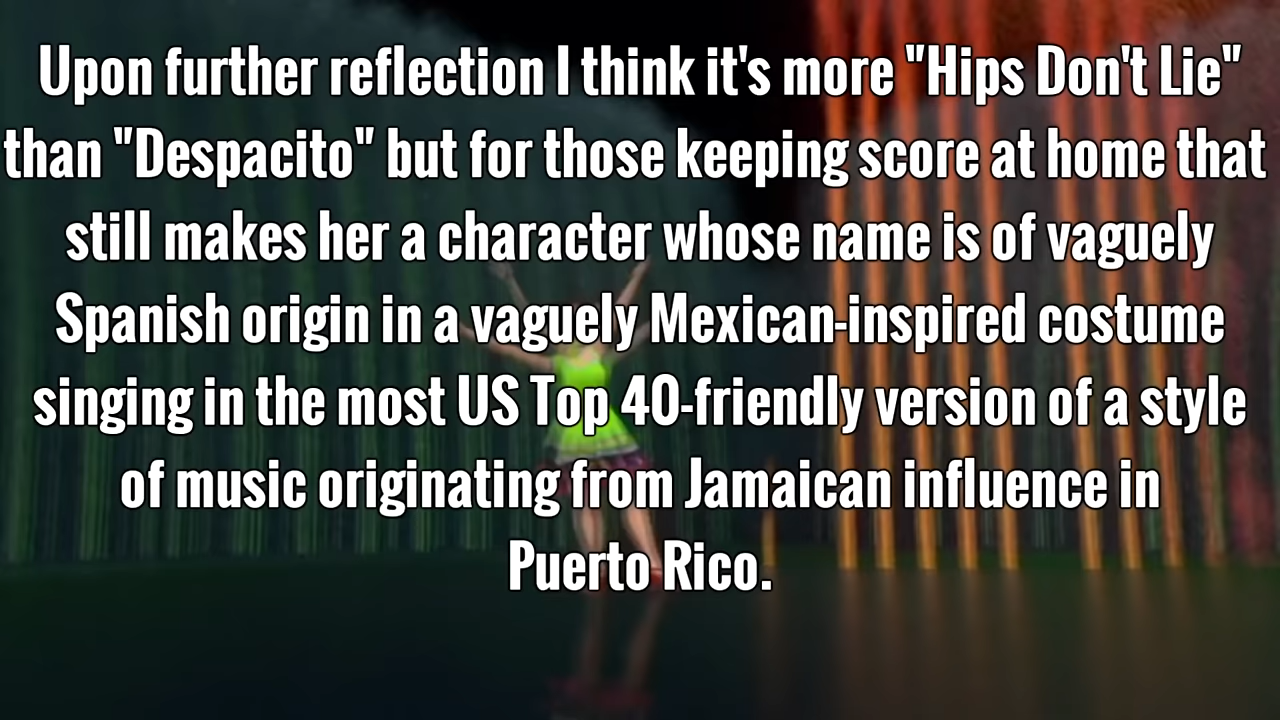 Upon further reflection I think it's more "Hips Don't Lie"
than "Despacito" but for those keeping score at home that
still makes her a character whose name is of vaguely
Spanish origin in a vaguely Mexican-inspired costume
singing in the most US Top 40-friendly version of a style
of music originating from Jamaican influence in
Puerto Rico.